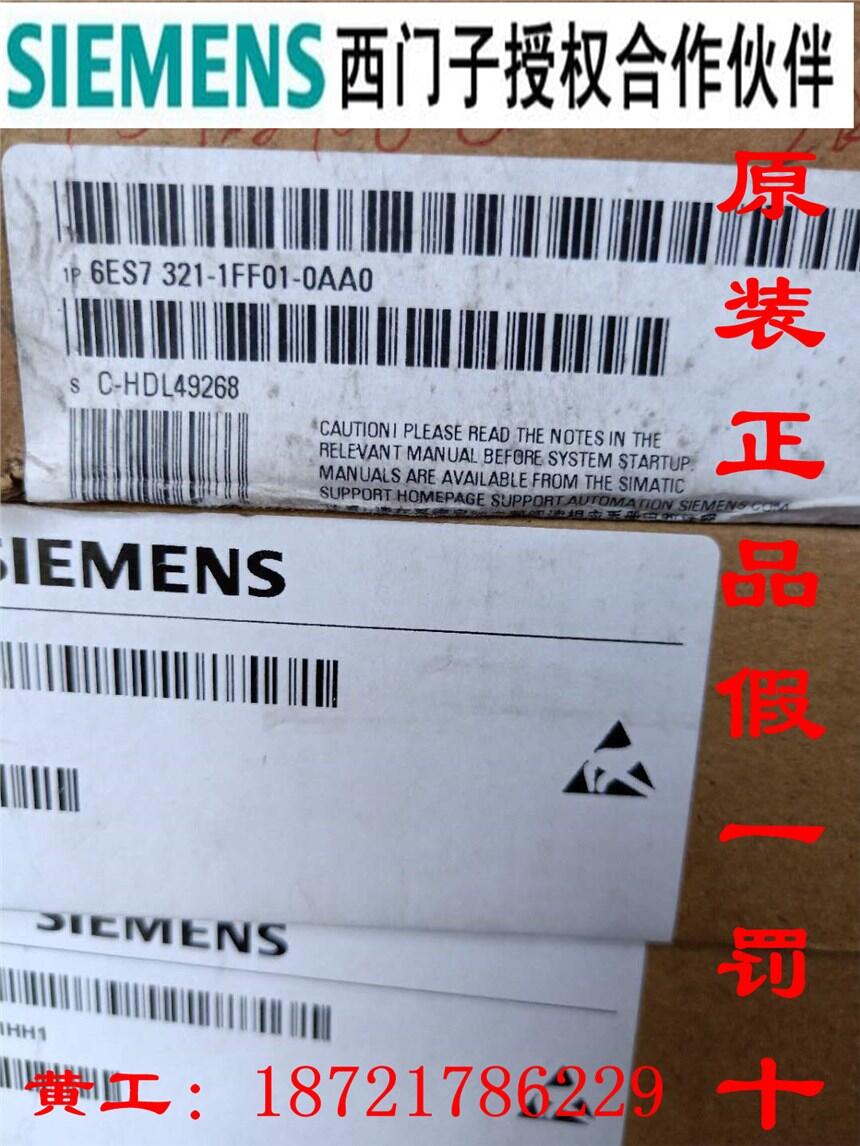 SIEMENS 西门子授权合作伙伴
1P 6ES7 321-1FF01-0AA0
S C-HDL49268
CAUTION! PLEASE READ THE NOTES IN THE
RELEVANT MANUAL BEFORE SYSTEM STARTUP.
MANUALS ARE AVAILABLE FROM THE SIMATIC
SUPPORT HOMEPAGE SUPPORT.AUTOMATION.SIEMENS.COM
SIEMENS
SIEMENS
1HH1
黄工：18721786229
原装正品假一罚十